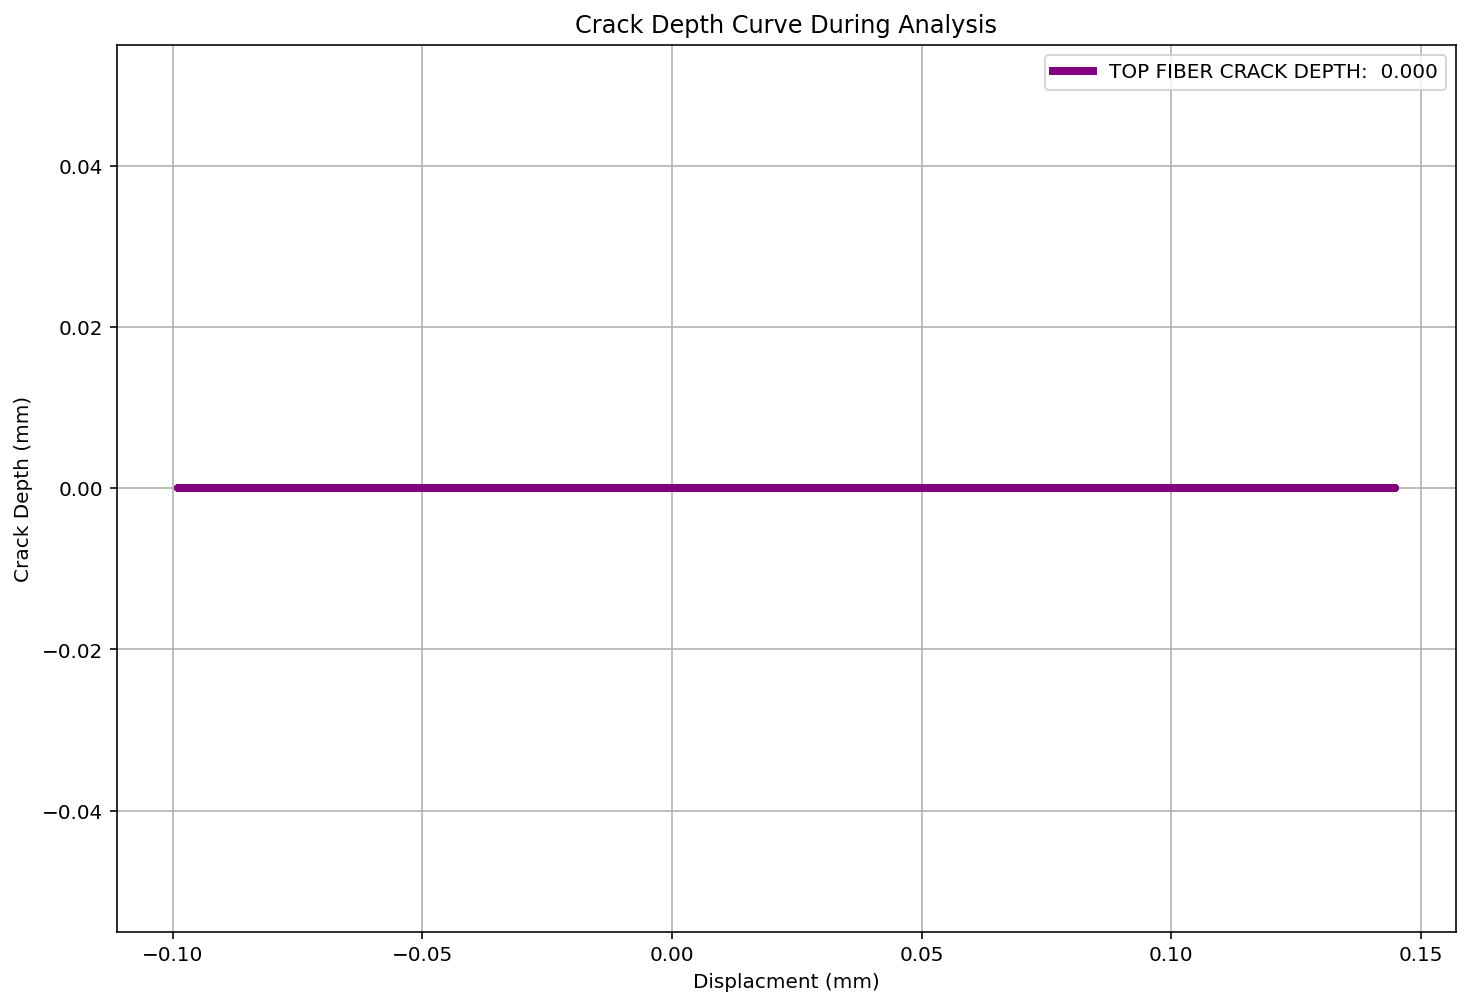 Crack Depth Curve During Analysis
TOP FIBER CRACK DEPTH:  0.000
Crack Depth (mm)
0.04
0.02
0.00
−0.02
−0.04
−0.10
−0.05
0.00
0.05
0.10
0.15
Displacment (mm)